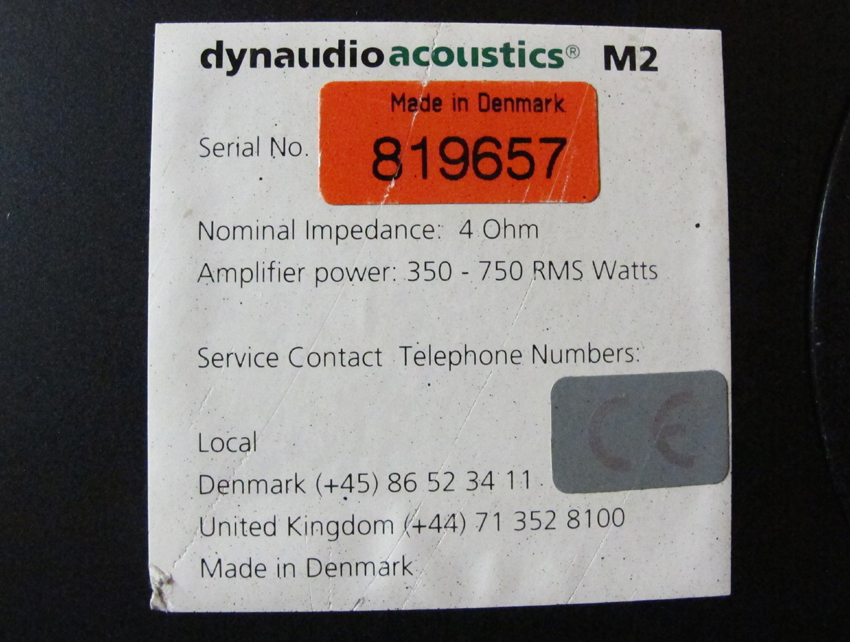 dynaudioacoustics® M2
Made in Denmark
Serial No. 819657
Nominal Impedance: 4 Ohm
Amplifier power: 350 - 750 RMS Watts
Service Contact Telephone Numbers:
CE
Local
Denmark (+45) 86 52 34 11
United Kingdom (+44) 71 352 8100
Made in Denmark